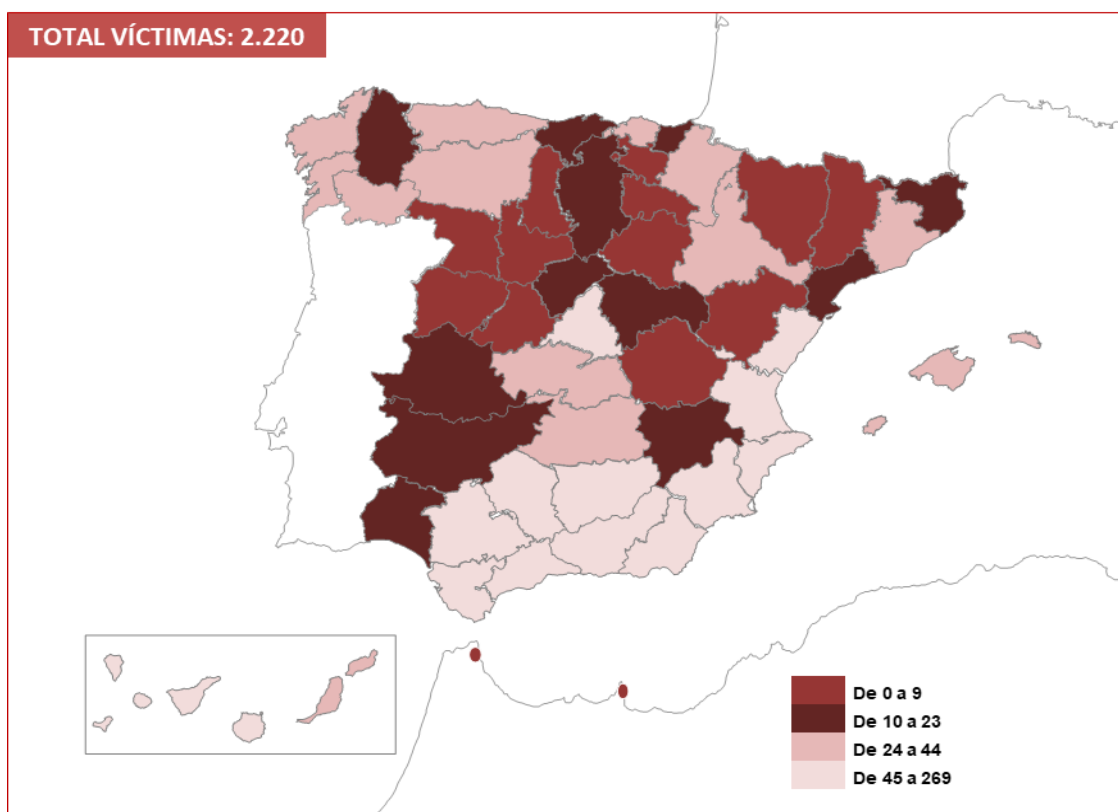 TOTAL VÍCTIMAS: 2.220
De 0 a 9
De 10 a 23
De 24 a 44
De 45 a 269